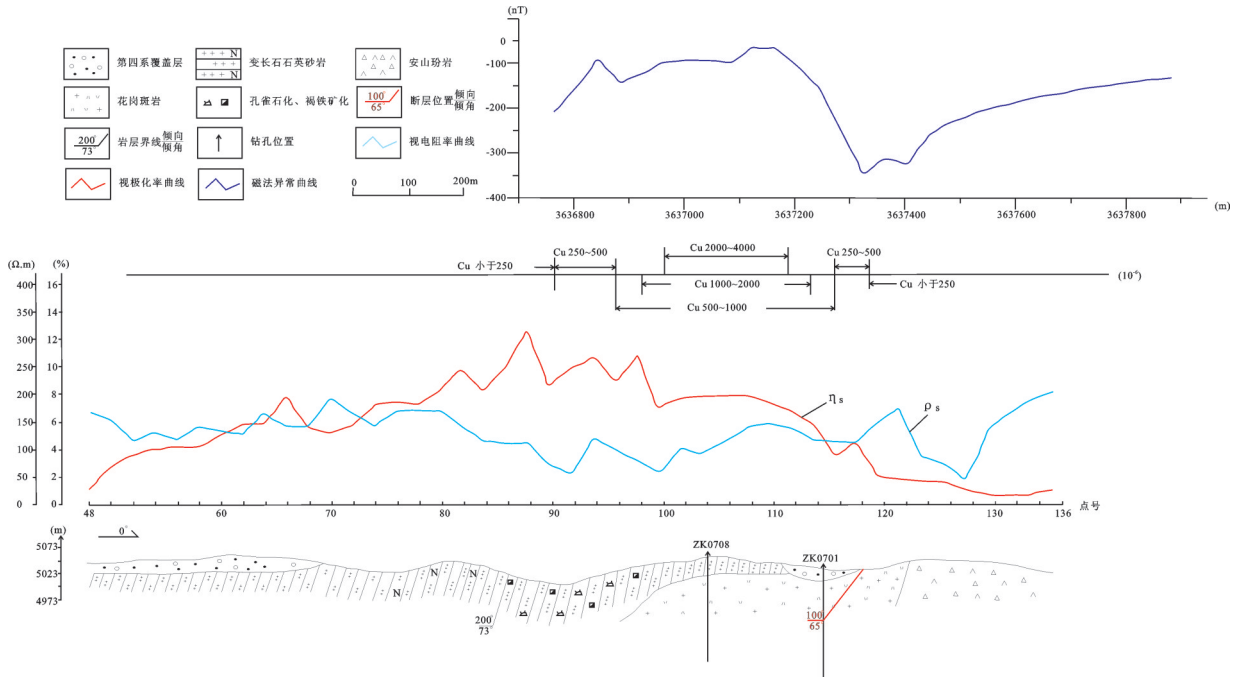 第四系覆盖层
N
N
变长石石英砂岩
安山玢岩
花岗斑岩
孔雀石化、褐铁矿化
100°
65°
断层位置 倾向
倾角
200°
73°
岩层界线 倾向
倾角
钻孔位置
视电阻率曲线
视极化率曲线
磁法异常曲线
0 100 200m
(nT)
0
-100
-200
-300
-400
3636800 3637000 3637200 3637400 3637600 3637800 (m)
Cu 250~500
Cu 2000~4000
Cu 250~500
Cu 小于250
Cu 1000~2000
Cu 小于250
(10⁻⁶)
Cu 500~1000
(Ω.m) (%)
400 16
350 14
300 12
250 10
200 8
150 6
100 4
50 2
0 0
ηs
ρs
48 60 70 80 90 100 110 120 130 136 点号
(m)
5073
5023
4973
0°
N
N
N
200°
73°
ZK0708
ZK0701
100°
65°